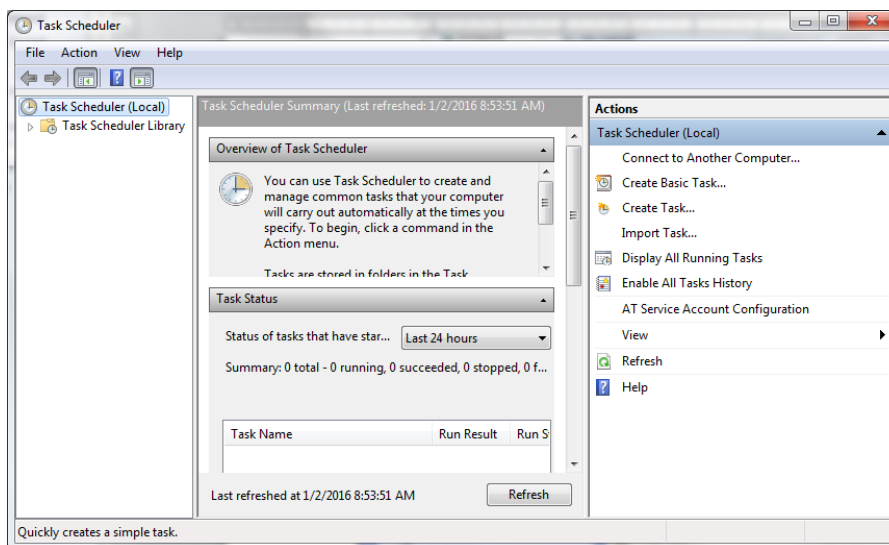 Task Scheduler
File Action View Help
Task Scheduler (Local)
Task Scheduler Library
Task Scheduler Summary (Last refreshed: 1/2/2016 8:53:51 AM)
Overview of Task Scheduler
You can use Task Scheduler to create and
manage common tasks that your computer
will carry out automatically at the times you
specify. To begin, click a command in the
Action menu.
Tasks are stored in folders in the Task
Task Status
Status of tasks that have star... Last 24 hours
Summary: 0 total - 0 running, 0 succeeded, 0 stopped, 0 f...
Task Name Run Result Run S
Last refreshed at 1/2/2016 8:53:51 AM Refresh
Actions
Task Scheduler (Local)
Connect to Another Computer...
Create Basic Task...
Create Task...
Import Task...
Display All Running Tasks
Enable All Tasks History
AT Service Account Configuration
View
Refresh
Help
Quickly creates a simple task.